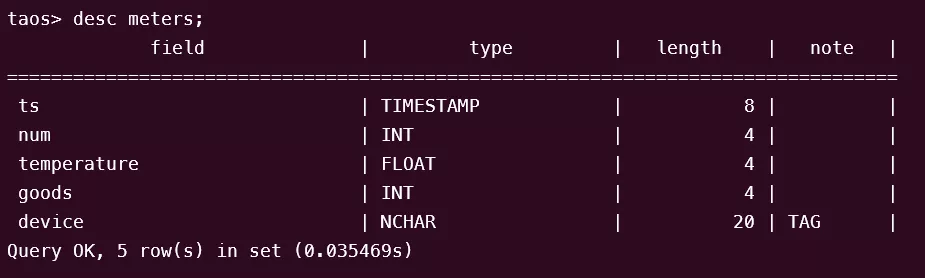 taos> desc meters;
field | type | length | note |
================================================================================
ts | TIMESTAMP | 8 | |
num | INT | 4 | |
temperature | FLOAT | 4 | |
goods | INT | 4 | |
device | NCHAR | 20 | TAG |
Query OK, 5 row(s) in set (0.035469s)